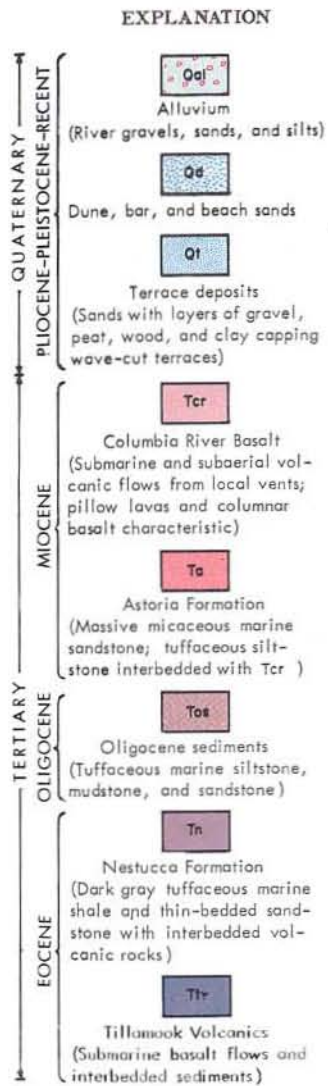 EXPLANATION
QUATERNARY
PLIOCENE-PLEISTOCENE-RECENT
Qal
Alluvium
(River gravels, sands, and silts)
Qd
Dune, bar, and beach sands
Qt
Terrace deposits
(Sands with layers of gravel,
peat, wood, and clay capping
wave-cut terraces)
TERTIARY
MIOCENE
Tcr
Columbia River Basalt
(Submarine and subaerial vol-
canic flows from local vents;
pillow lavas and columnar
basalt characteristic)
Ta
Astoria Formation
(Massive micaceous marine
sandstone; tuffaceous silt-
stone interbedded with Tcr )
OLIGOCENE
Tos
Oligocene sediments
(Tuffaceous marine siltstone,
mudstone, and sandstone)
EOCENE
Tn
Nestucca Formation
(Dark gray tuffaceous marine
shale and thin-bedded sand-
stone with interbedded vol-
canic rocks)
Ttv
Tillamook Volcanics
(Submarine basalt flows and
interbedded sediments)